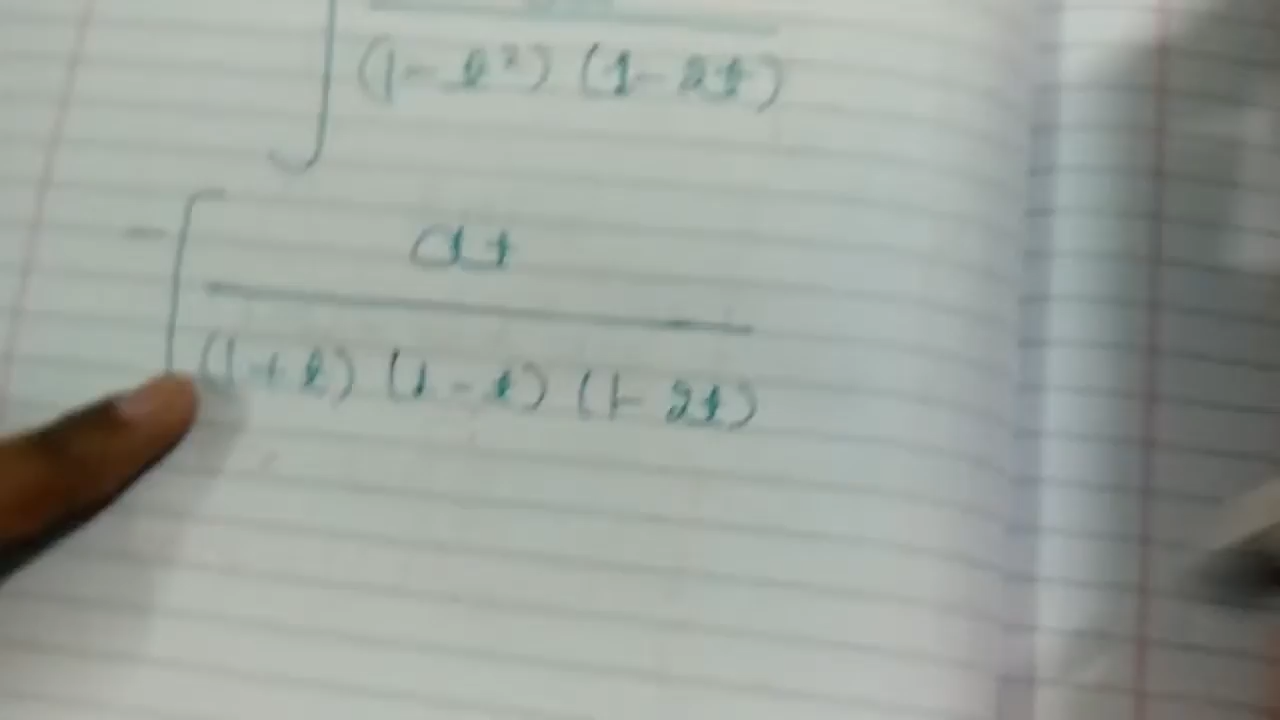 ∫
(1 - t²) (1 - 2t)
- ∫ dt
(1 + t) (1 - t) (1 - 2t)